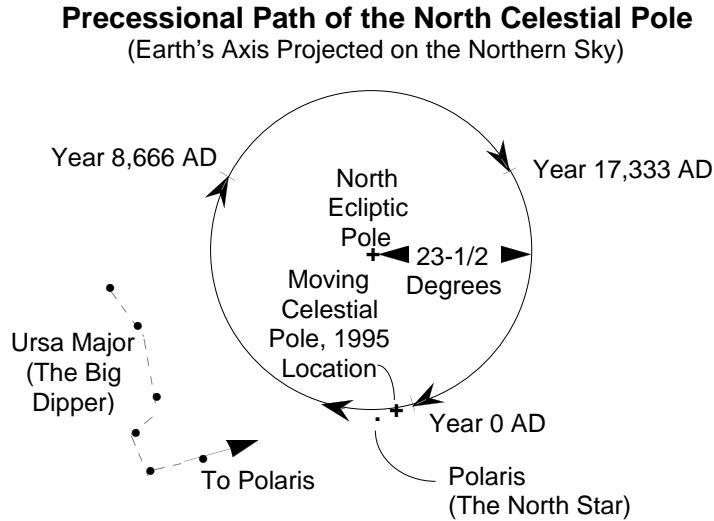 Precessional Path of the North Celestial Pole
(Earth's Axis Projected on the Northern Sky)
Year 8,666 AD
Year 17,333 AD
North
Ecliptic
Pole
23-1/2
Degrees
Moving
Celestial
Pole, 1995
Location
Ursa Major
(The Big
Dipper)
Year 0 AD
To Polaris
Polaris
(The North Star)